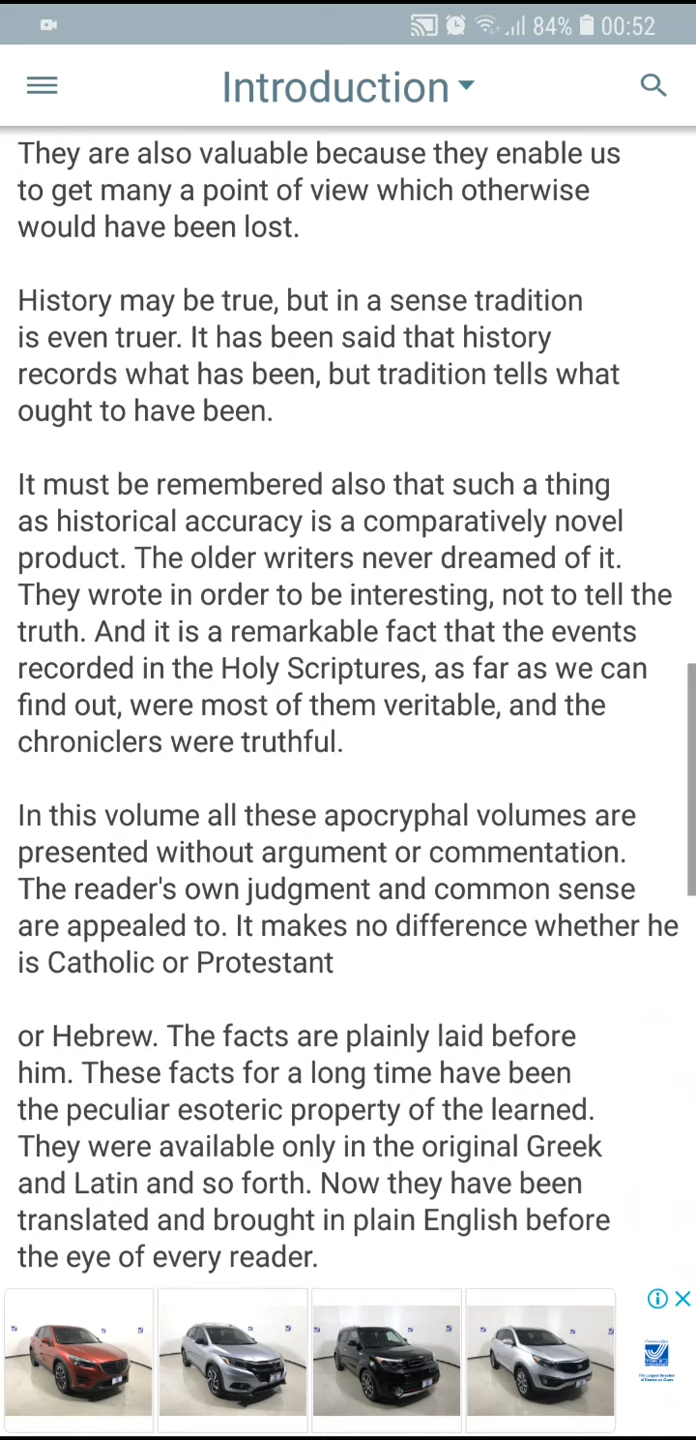 84% 00:52
Introduction
They are also valuable because they enable us
to get many a point of view which otherwise
would have been lost.
History may be true, but in a sense tradition
is even truer. It has been said that history
records what has been, but tradition tells what
ought to have been.
It must be remembered also that such a thing
as historical accuracy is a comparatively novel
product. The older writers never dreamed of it.
They wrote in order to be interesting, not to tell the
truth. And it is a remarkable fact that the events
recorded in the Holy Scriptures, as far as we can
find out, were most of them veritable, and the
chroniclers were truthful.
In this volume all these apocryphal volumes are
presented without argument or commentation.
The reader's own judgment and common sense
are appealed to. It makes no difference whether he
is Catholic or Protestant
or Hebrew. The facts are plainly laid before
him. These facts for a long time have been
the peculiar esoteric property of the learned.
They were available only in the original Greek
and Latin and so forth. Now they have been
translated and brought in plain English before
the eye of every reader.